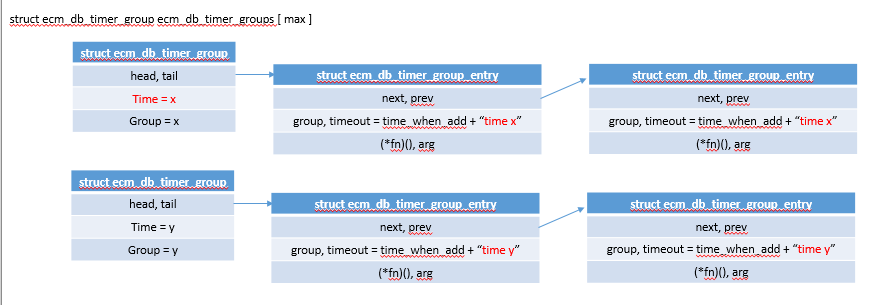 struct ecm_db_timer_group ecm_db_timer_groups [ max ]
struct ecm_db_timer_group
head, tail
Time = x
Group = x
struct ecm_db_timer_group_entry
next, prev
group, timeout = time_when_add + “time x”
(*fn)(), arg
struct ecm_db_timer_group_entry
next, prev
group, timeout = time_when_add + “time x”
(*fn)(), arg
struct ecm_db_timer_group
head, tail
Time = y
Group = y
struct ecm_db_timer_group_entry
next, prev
group, timeout = time_when_add + “time y”
(*fn)(), arg
struct ecm_db_timer_group_entry
next, prev
group, timeout = time_when_add + “time y”
(*fn)(), arg